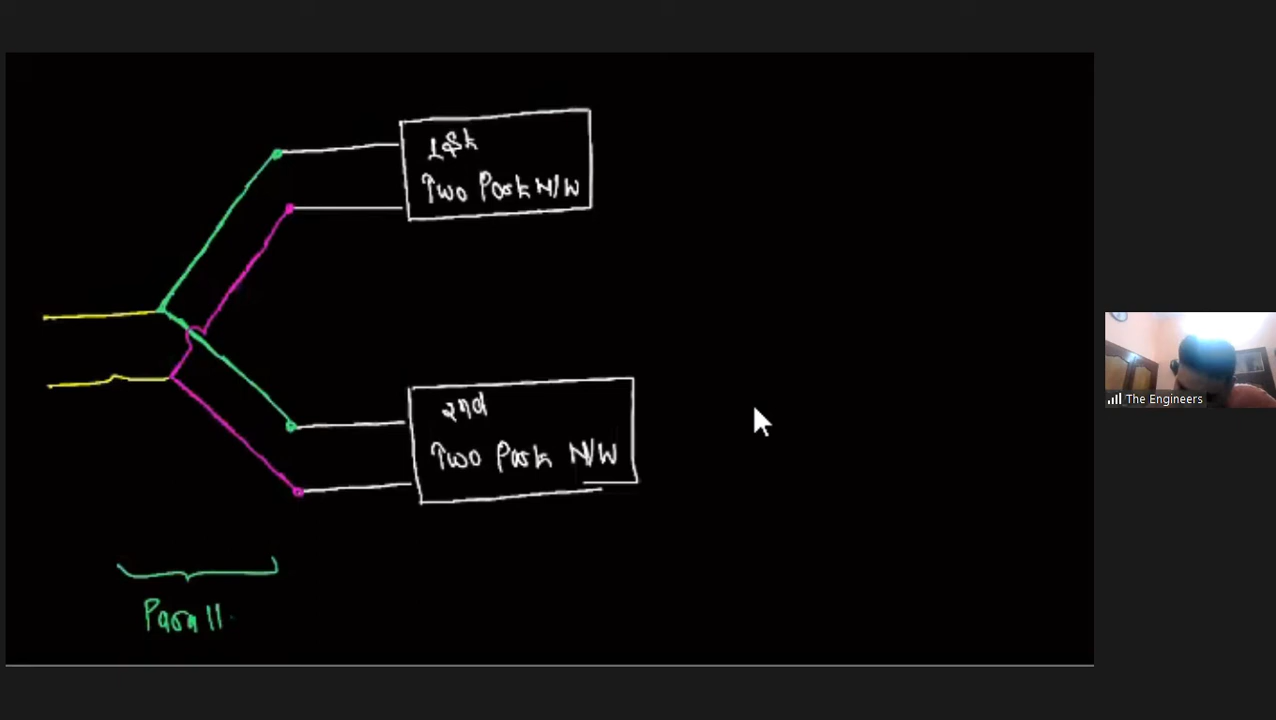 1st
Two Port N/W
2nd
Two Port N/W
Parall
The Engineers